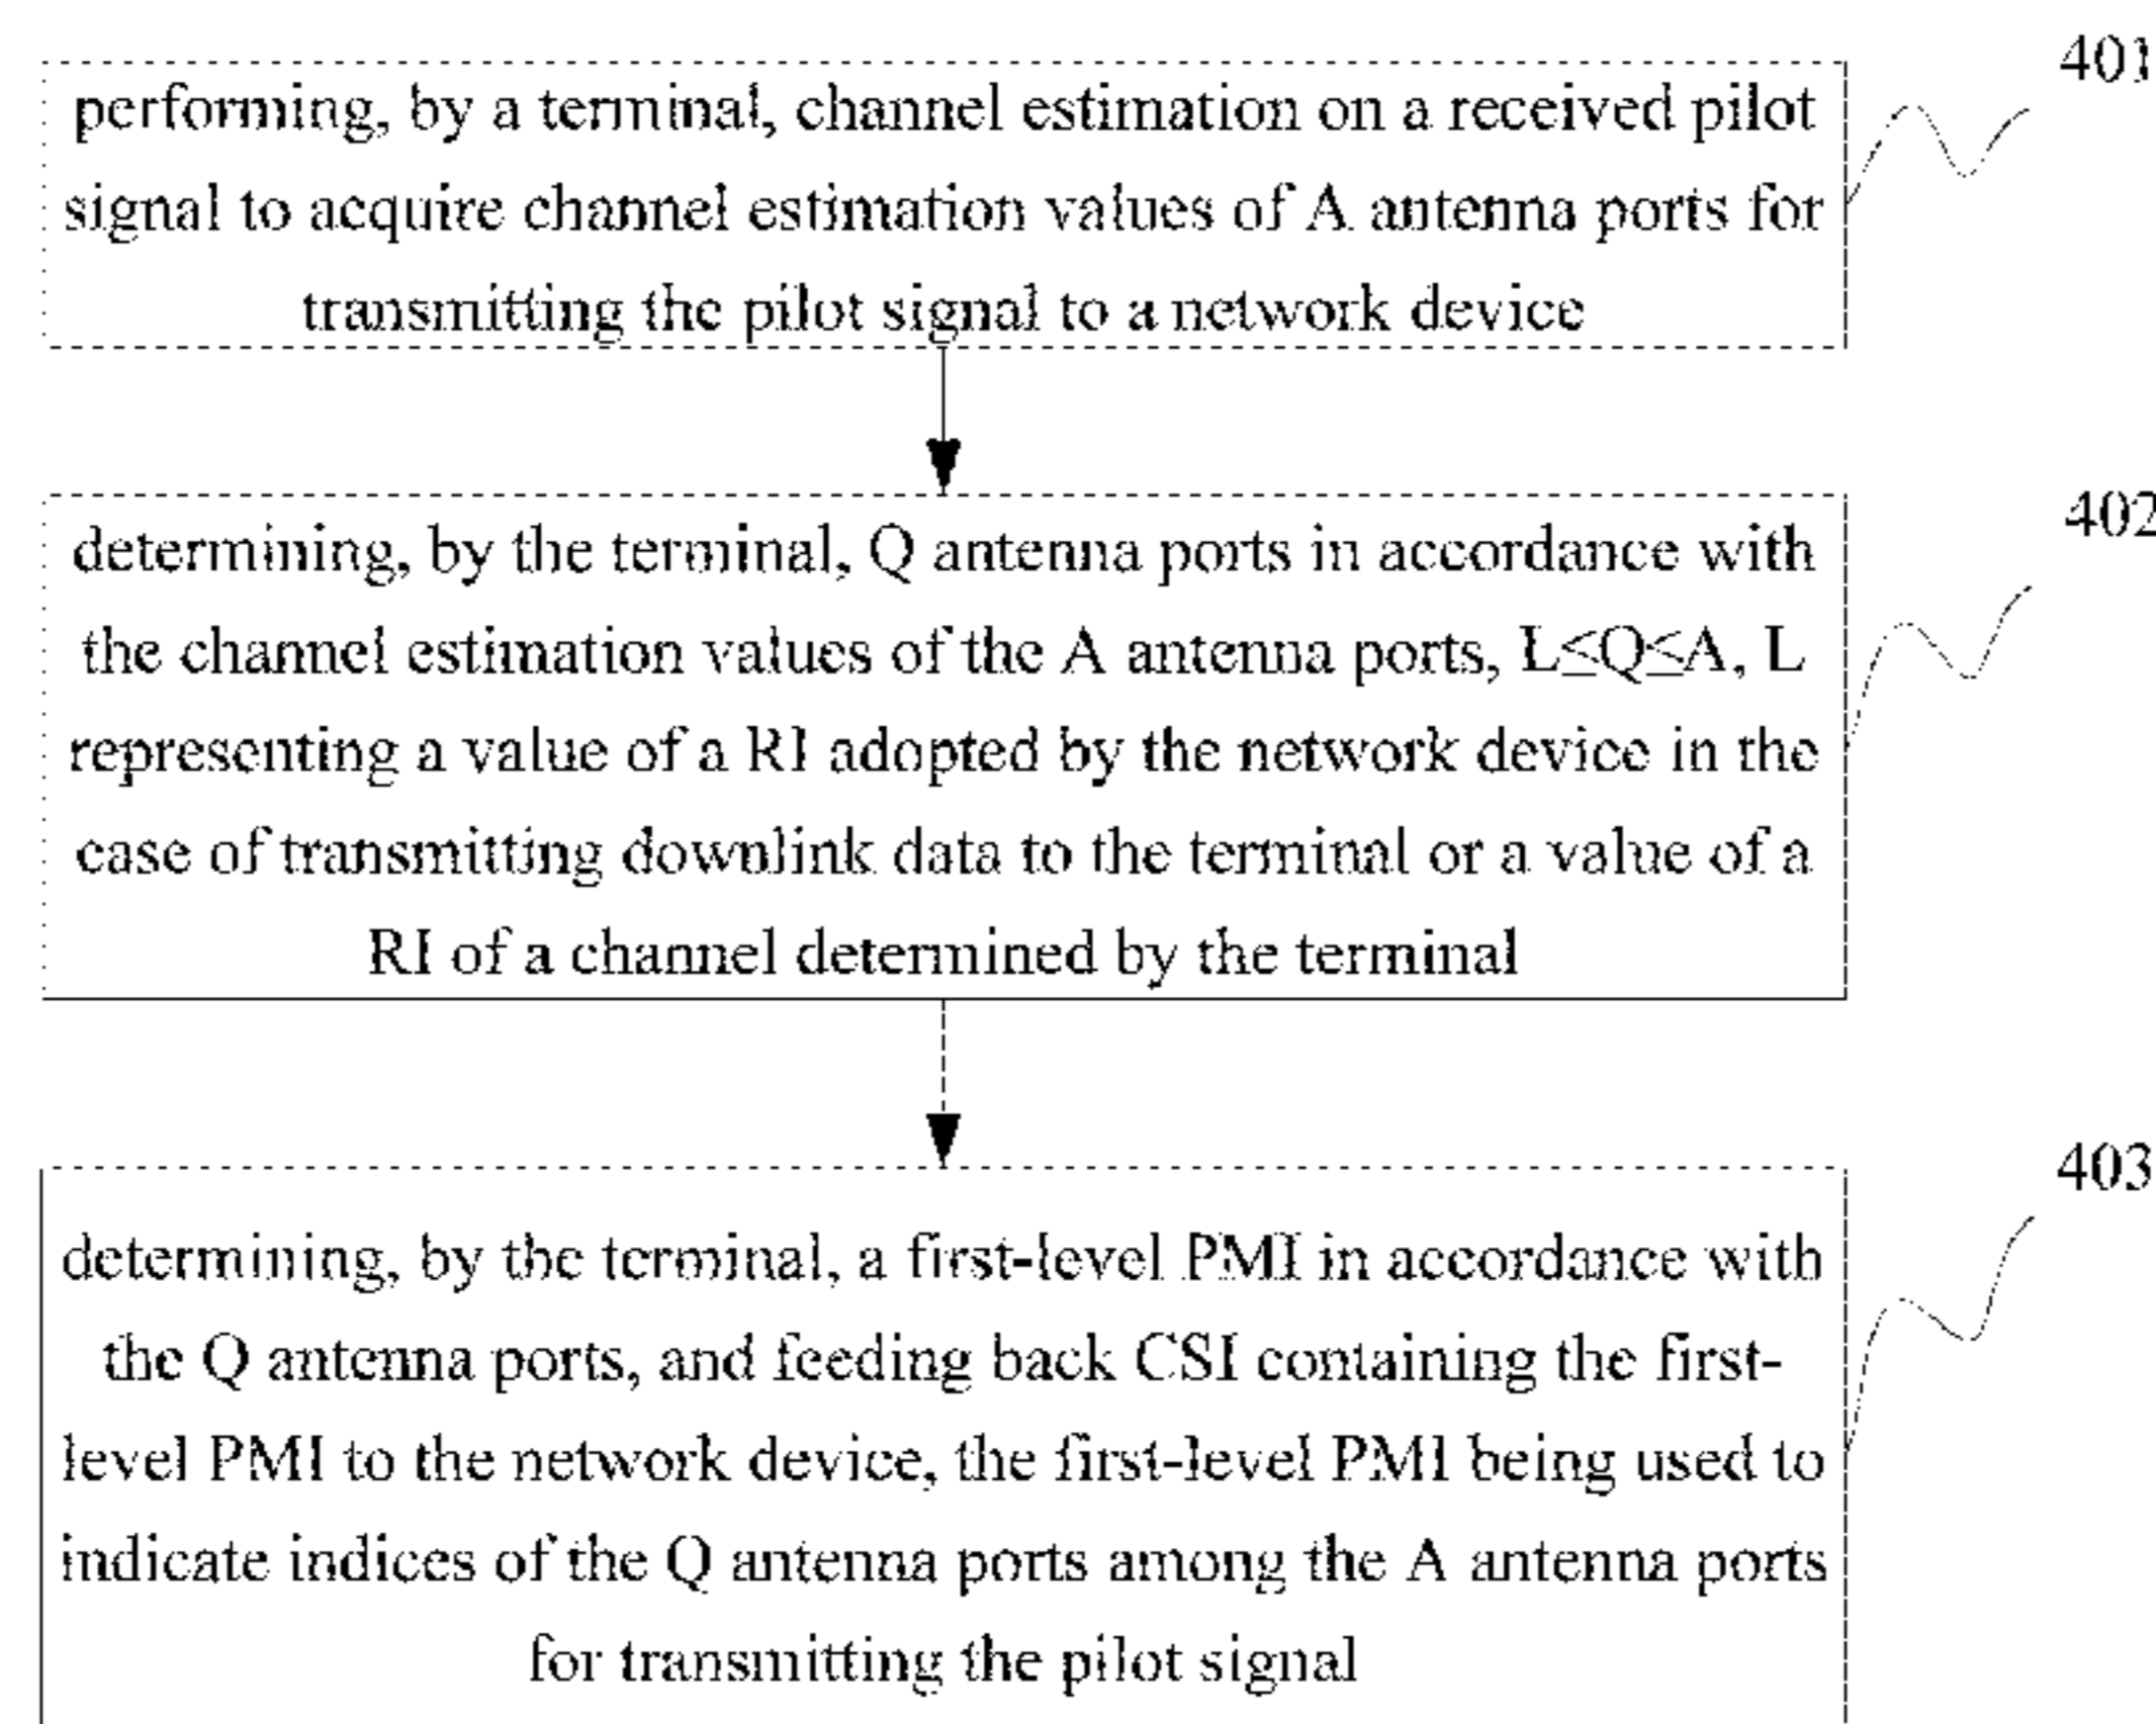 401
performing, by a terminal, channel estimation on a received pilot
signal to acquire channel estimation values of A antenna ports for
transmitting the pilot signal to a network device
402
determining, by the terminal, Q antenna ports in accordance with
the channel estimation values of the A antenna ports, L≤Q≤A, L
representing a value of a RI adopted by the network device in the
case of transmitting downlink data to the terminal or a value of a
RI of a channel determined by the terminal
403
determining, by the terminal, a first-level PMI in accordance with
the Q antenna ports, and feeding back CSI containing the first-
level PMI to the network device, the first-level PMI being used to
indicate indices of the Q antenna ports among the A antenna ports
for transmitting the pilot signal